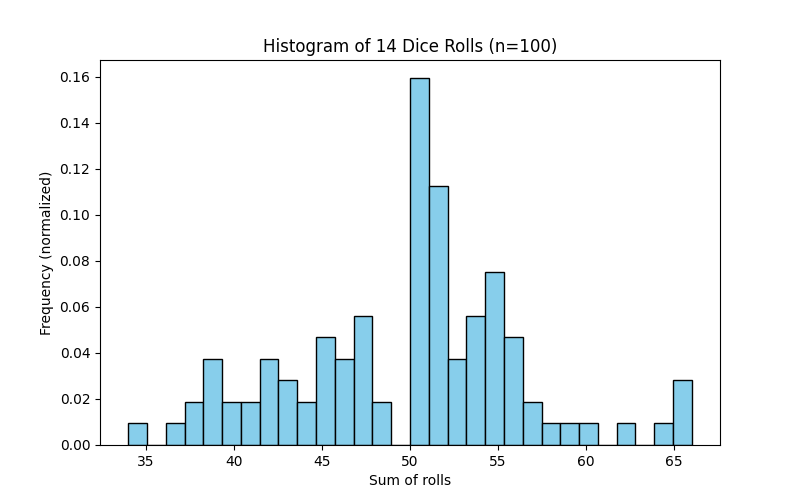 Histogram of 14 Dice Rolls (n=100)
Frequency (normalized)
0.16
0.14
0.12
0.10
0.08
0.06
0.04
0.02
0.00
35 40 45 50 55 60 65
Sum of rolls